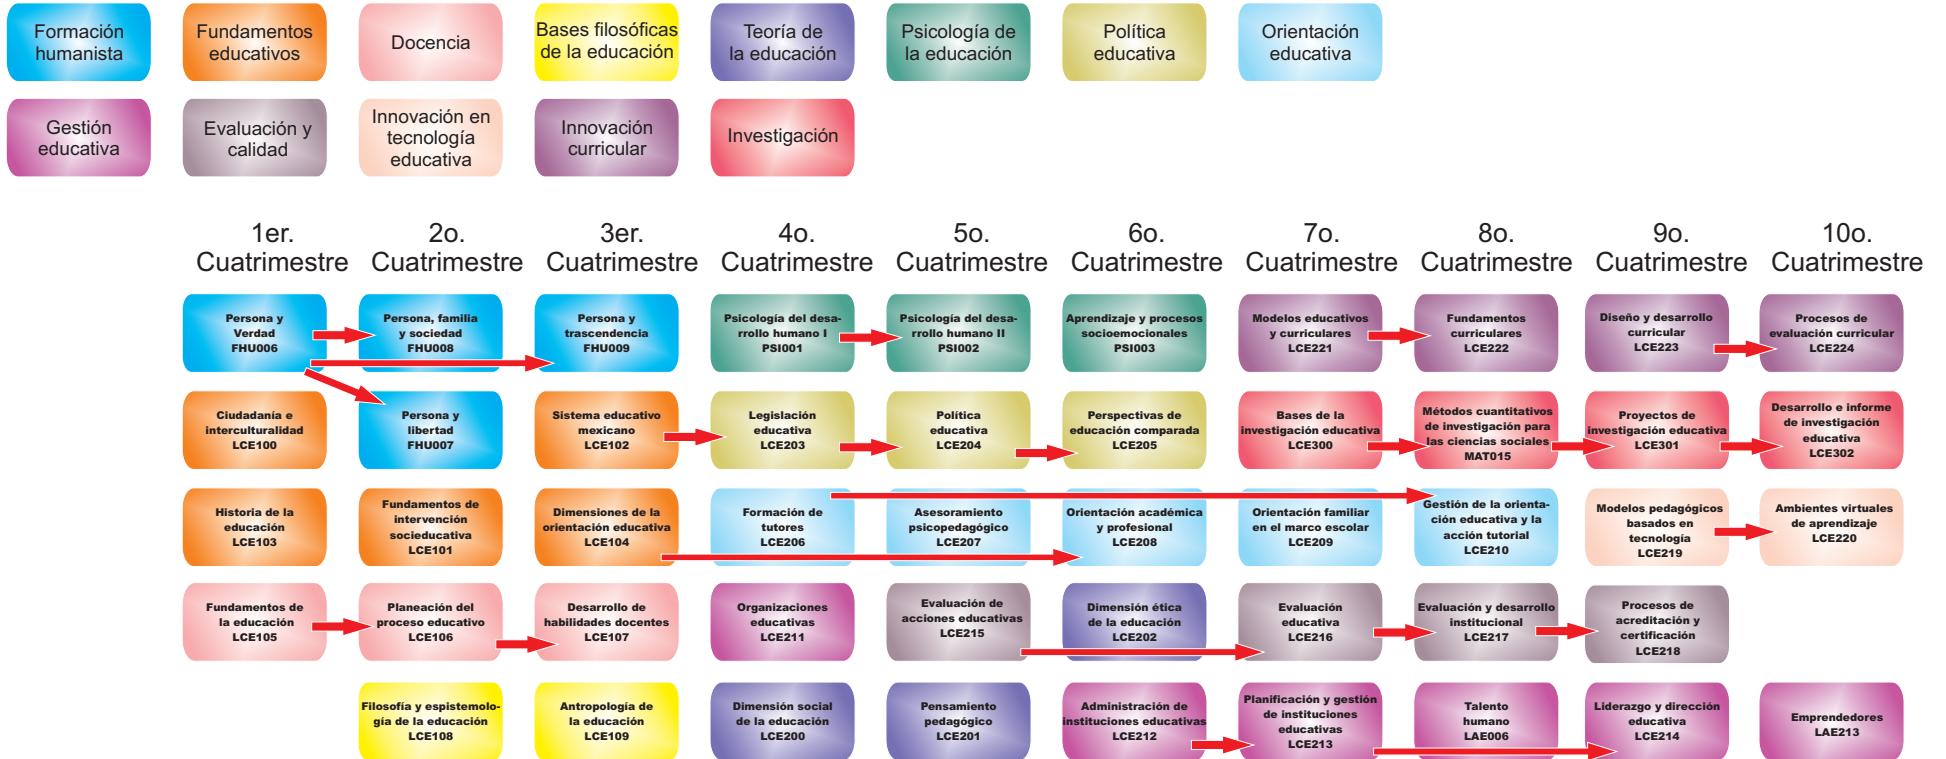 Formación
humanista
Fundamentos
educativos
Docencia
Bases filosóficas
de la educación
Teoría de
la educación
Psicología de
la educación
Política
educativa
Orientación
educativa
Gestión
educativa
Evaluación y
calidad
Innovación en
tecnología
educativa
Innovación
curricular
Investigación
1er.
Cuatrimestre
2o.
Cuatrimestre
3er.
Cuatrimestre
4o.
Cuatrimestre
5o.
Cuatrimestre
6o.
Cuatrimestre
7o.
Cuatrimestre
8o.
Cuatrimestre
9o.
Cuatrimestre
10o.
Cuatrimestre
Persona y
Verdad
FHU006
Persona, familia
y sociedad
FHU008
Persona y
trascendencia
FHU009
Psicología del desa-
rrollo humano I
PSI001
Psicología del desa-
rrollo humano II
PSI002
Aprendizaje y procesos
socioemocionales
PSI003
Modelos educativos
y curriculares
LCE221
Fundamentos
curriculares
LCE222
Diseño y desarrollo
curricular
LCE223
Procesos de
evaluación curricular
LCE224
Ciudadanía e
interculturalidad
LCE100
Persona y
libertad
FHU007
Sistema educativo
mexicano
LCE102
Legislación
educativa
LCE203
Política
educativa
LCE204
Perspectivas de
educación comparada
LCE205
Bases de la
investigación educativa
LCE300
Métodos cuantitativos
de investigación para
las ciencias sociales
MAT015
Proyectos de
investigación educativa
LCE301
Desarrollo e informe
de investigación
educativa
LCE302
Historia de la
educación
LCE103
Fundamentos de
intervención
socieducativa
LCE101
Dimensiones de la
orientación educativa
LCE104
Formación de
tutores
LCE206
Asesoramiento
psicopedagógico
LCE207
Orientación académica
y profesional
LCE208
Orientación familiar
en el marco escolar
LCE209
Gestión de la orienta-
ción educativa y la
acción tutorial
LCE210
Modelos pedagógicos
basados en
tecnología
LCE219
Ambientes virtuales
de aprendizaje
LCE220
Fundamentos de
la educación
LCE105
Planeación del
proceso educativo
LCE106
Desarrollo de
habilidades docentes
LCE107
Organizaciones
educativas
LCE211
Evaluación de
acciones educativas
LCE215
Dimensión ética
de la educación
LCE202
Evaluación
educativa
LCE216
Evaluación y desarrollo
institucional
LCE217
Procesos de
acreditación y
certificación
LCE218
Filosofía y espistemolo-
gía de la educación
LCE108
Antropología de
la educación
LCE109
Dimensión social
de la educación
LCE200
Pensamiento
pedagógico
LCE201
Administración de
instituciones educativas
LCE212
Planificación y gestión
de instituciones
educativas
LCE213
Talento
humano
LAE006
Liderazgo y dirección
educativa
LCE214
Emprendedores
LAE213